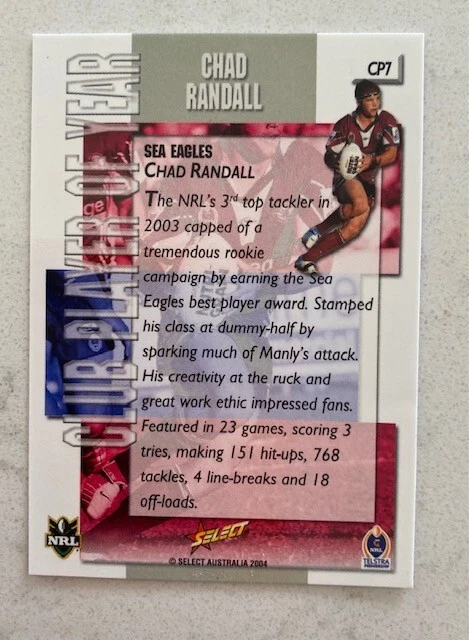 CHAD
RANDALL
CP7
CLUB PLAYER OF YEAR
SEA EAGLES
CHAD RANDALL
The NRL's 3rd top tackler in
2003 capped of a
tremendous rookie
campaign by earning the Sea
Eagles best player award. Stamped
his class at dummy-half by
sparking much of Manly's attack.
His creativity at the ruck and
great work ethic impressed fans.
Featured in 23 games, scoring 3
tries, making 151 hit-ups, 768
tackles, 4 line-breaks and 18
off-loads.
NRL
SELECT
© SELECT AUSTRALIA 2004
NRL
TELSTRA
PREMIERSHIP